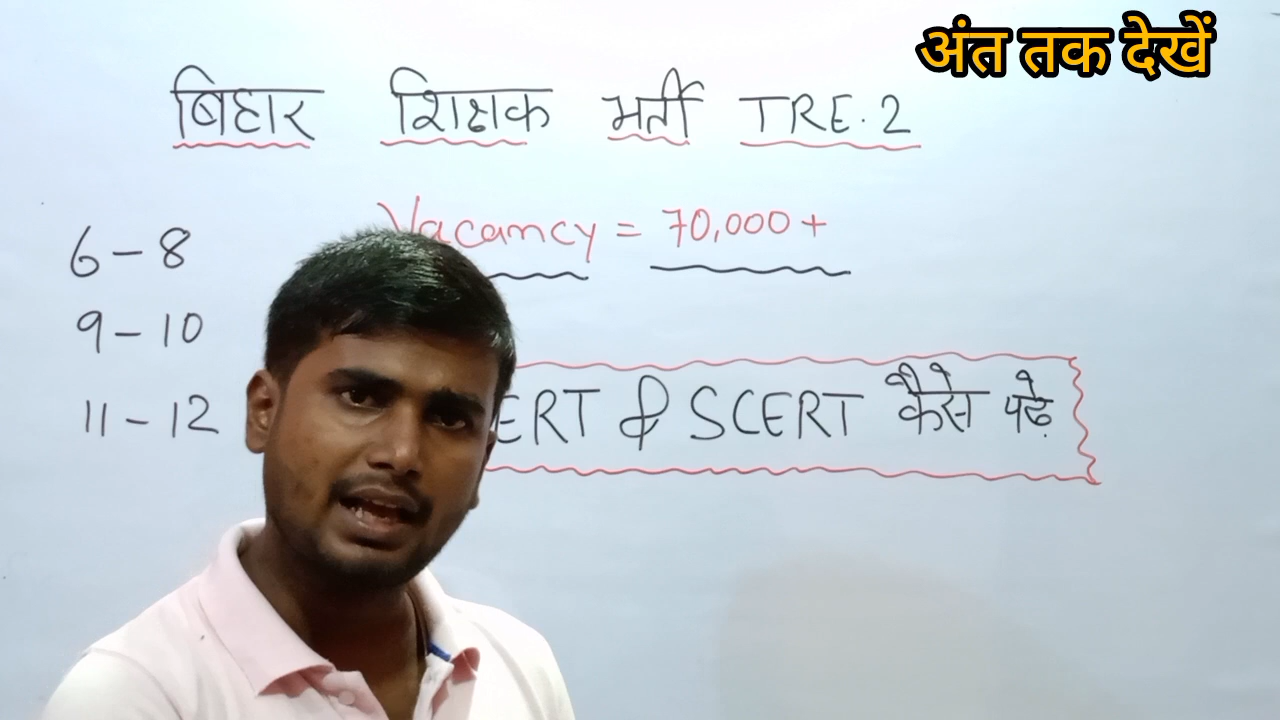 अंत तक देखें
बिहार शिक्षक भर्ती TRE.2
Vacancy = 70,000 +
6 - 8
9 - 10
11 - 12
ERT & SCERT कैसे पढे़